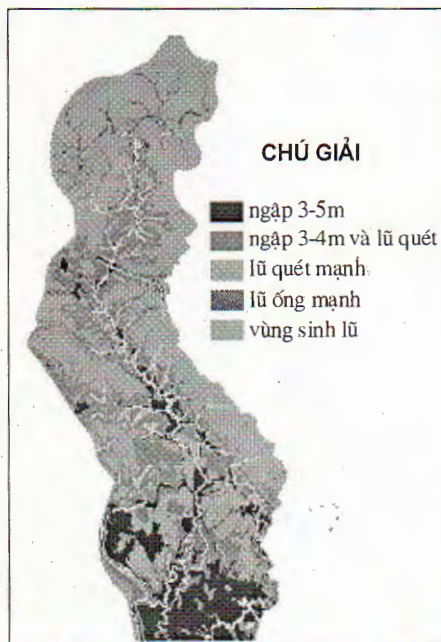 CHÚ GIẢI
ngập 3-5m
ngập 3-4m và lũ quét
lũ quét mạnh
lũ ống mạnh
vùng sinh lũ